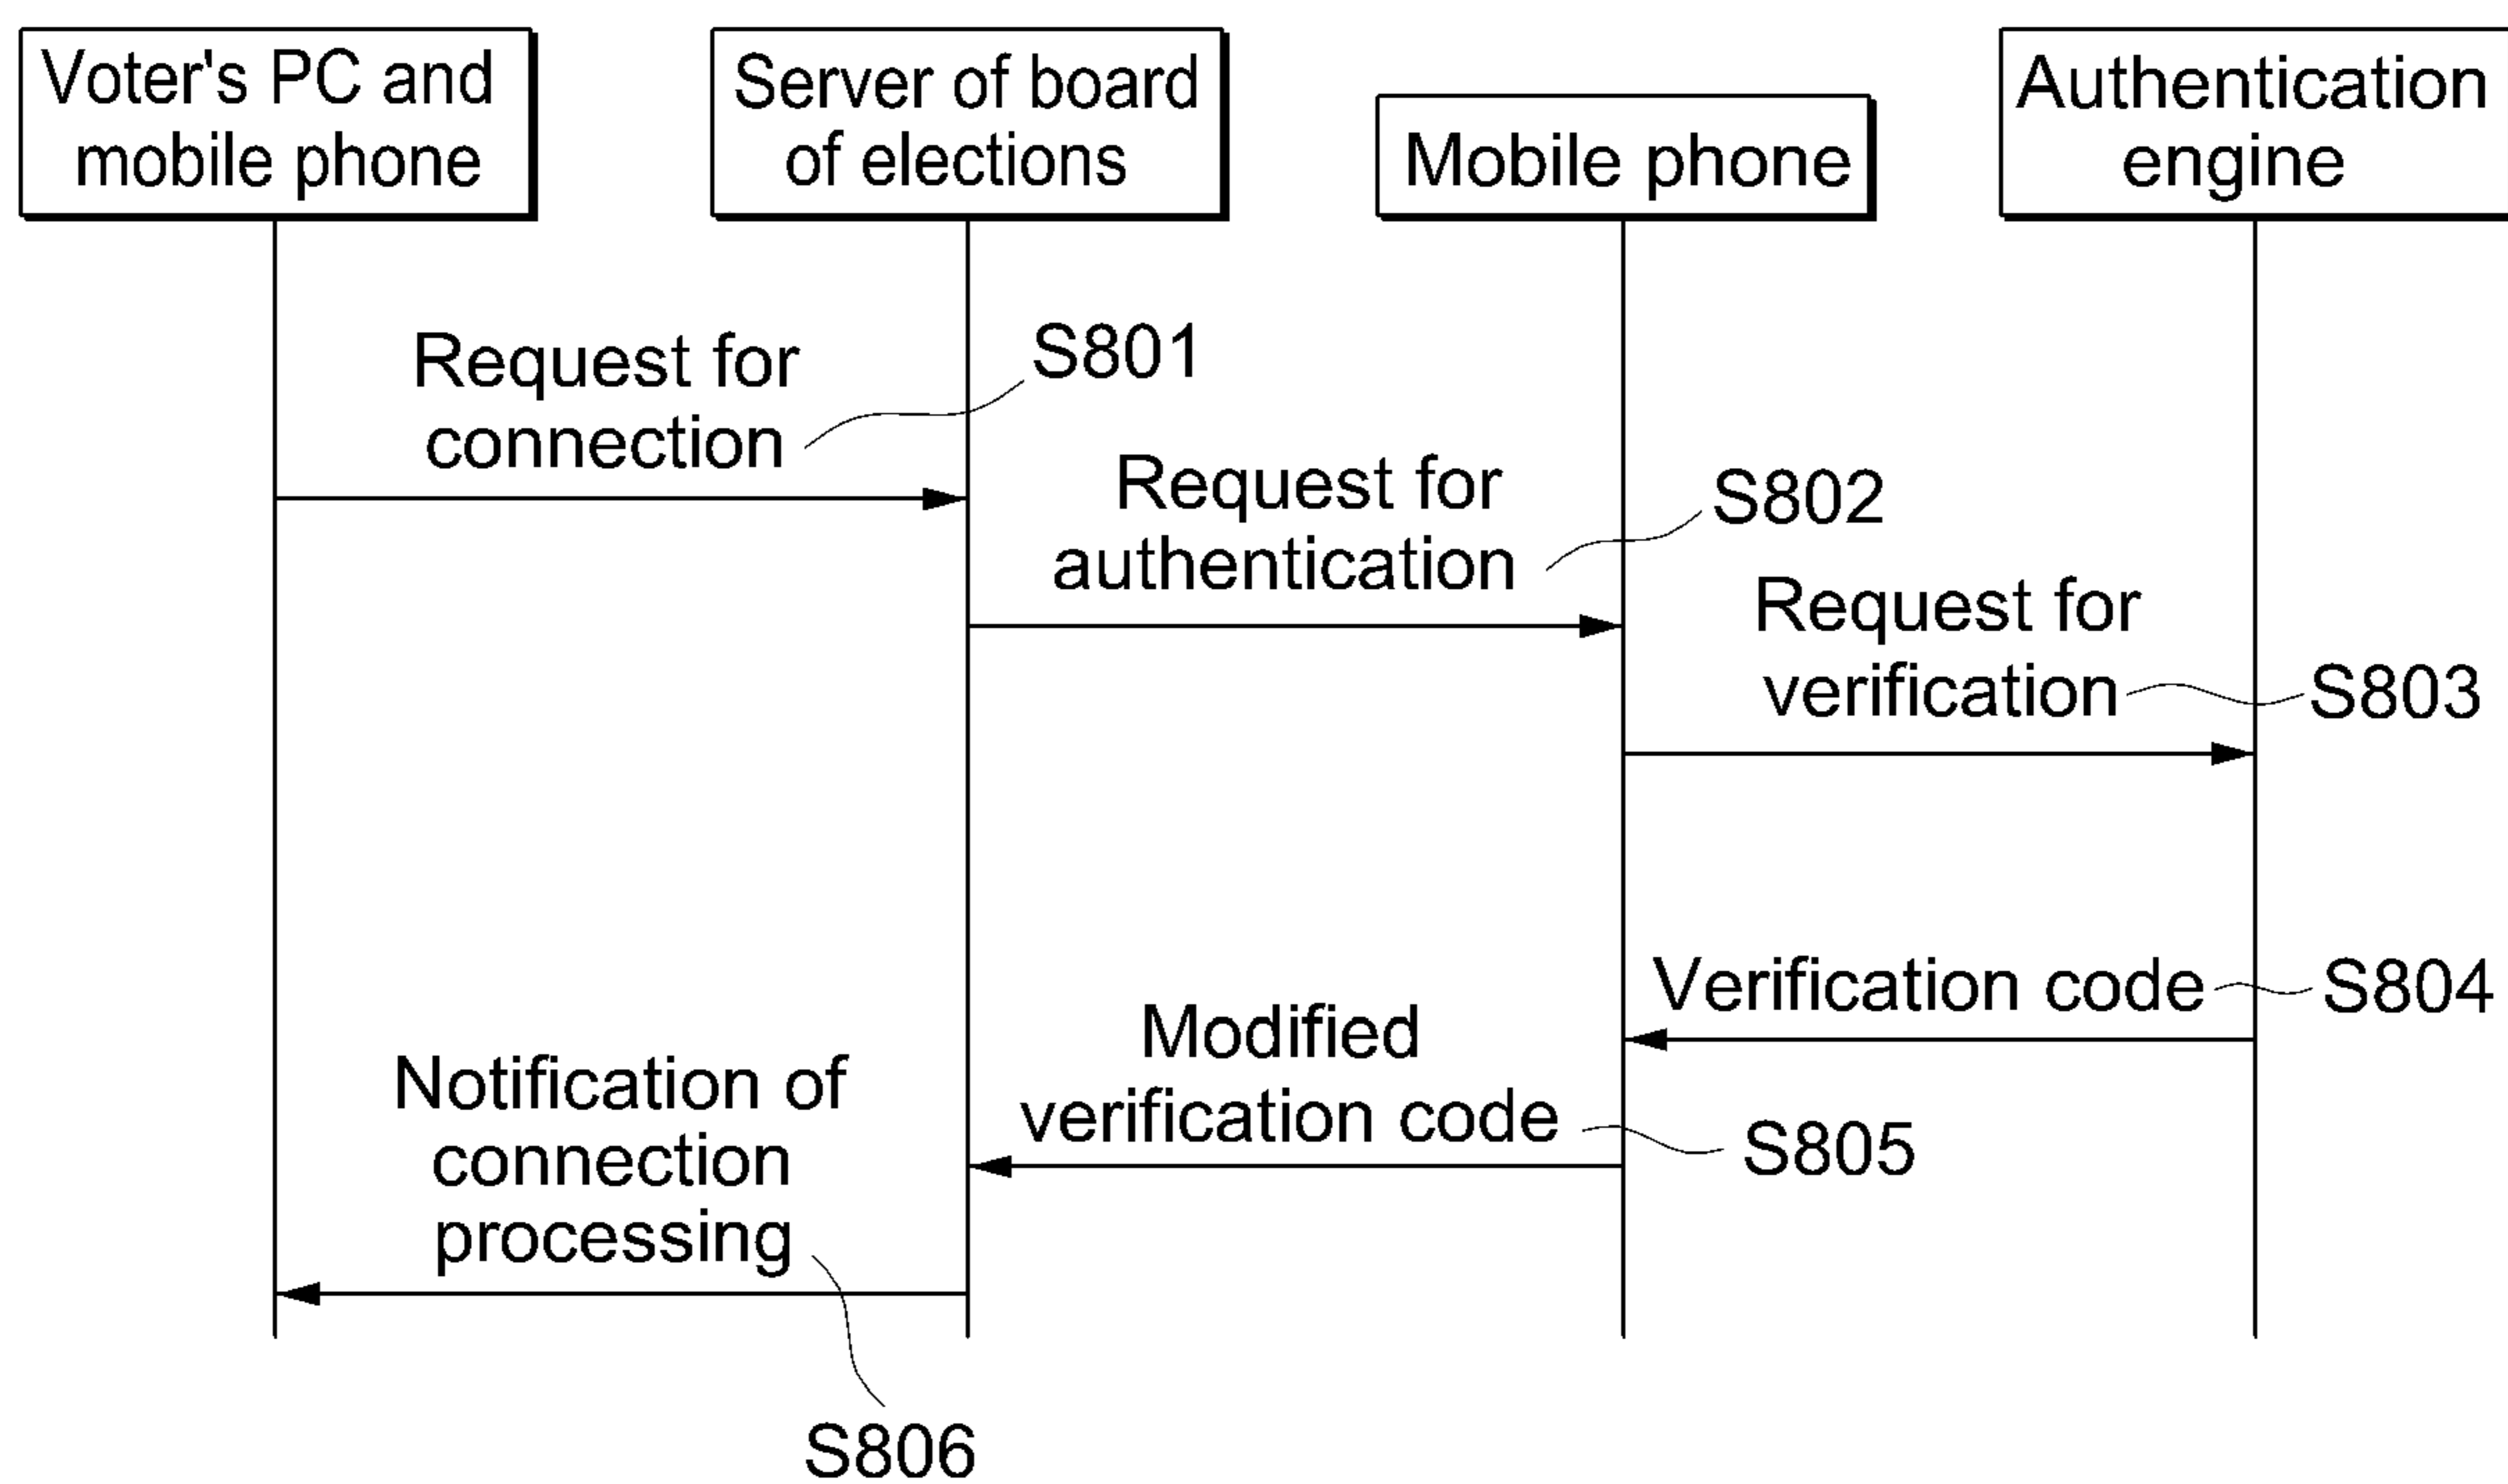 Voter's PC and
mobile phone
Server of board
of elections
Mobile phone
Authentication
engine
Request for
connection
S801
Request for
authentication
S802
Request for
verification
S803
Verification code
S804
Modified
verification code
S805
Notification of
connection
processing
S806